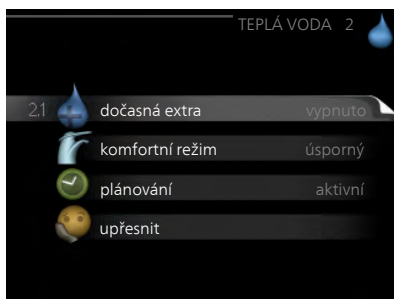 TEPLÁ VODA 2
2.1 dočasná extra vypnuto
komfortní režim úsporný
plánování aktivní
upřesnit